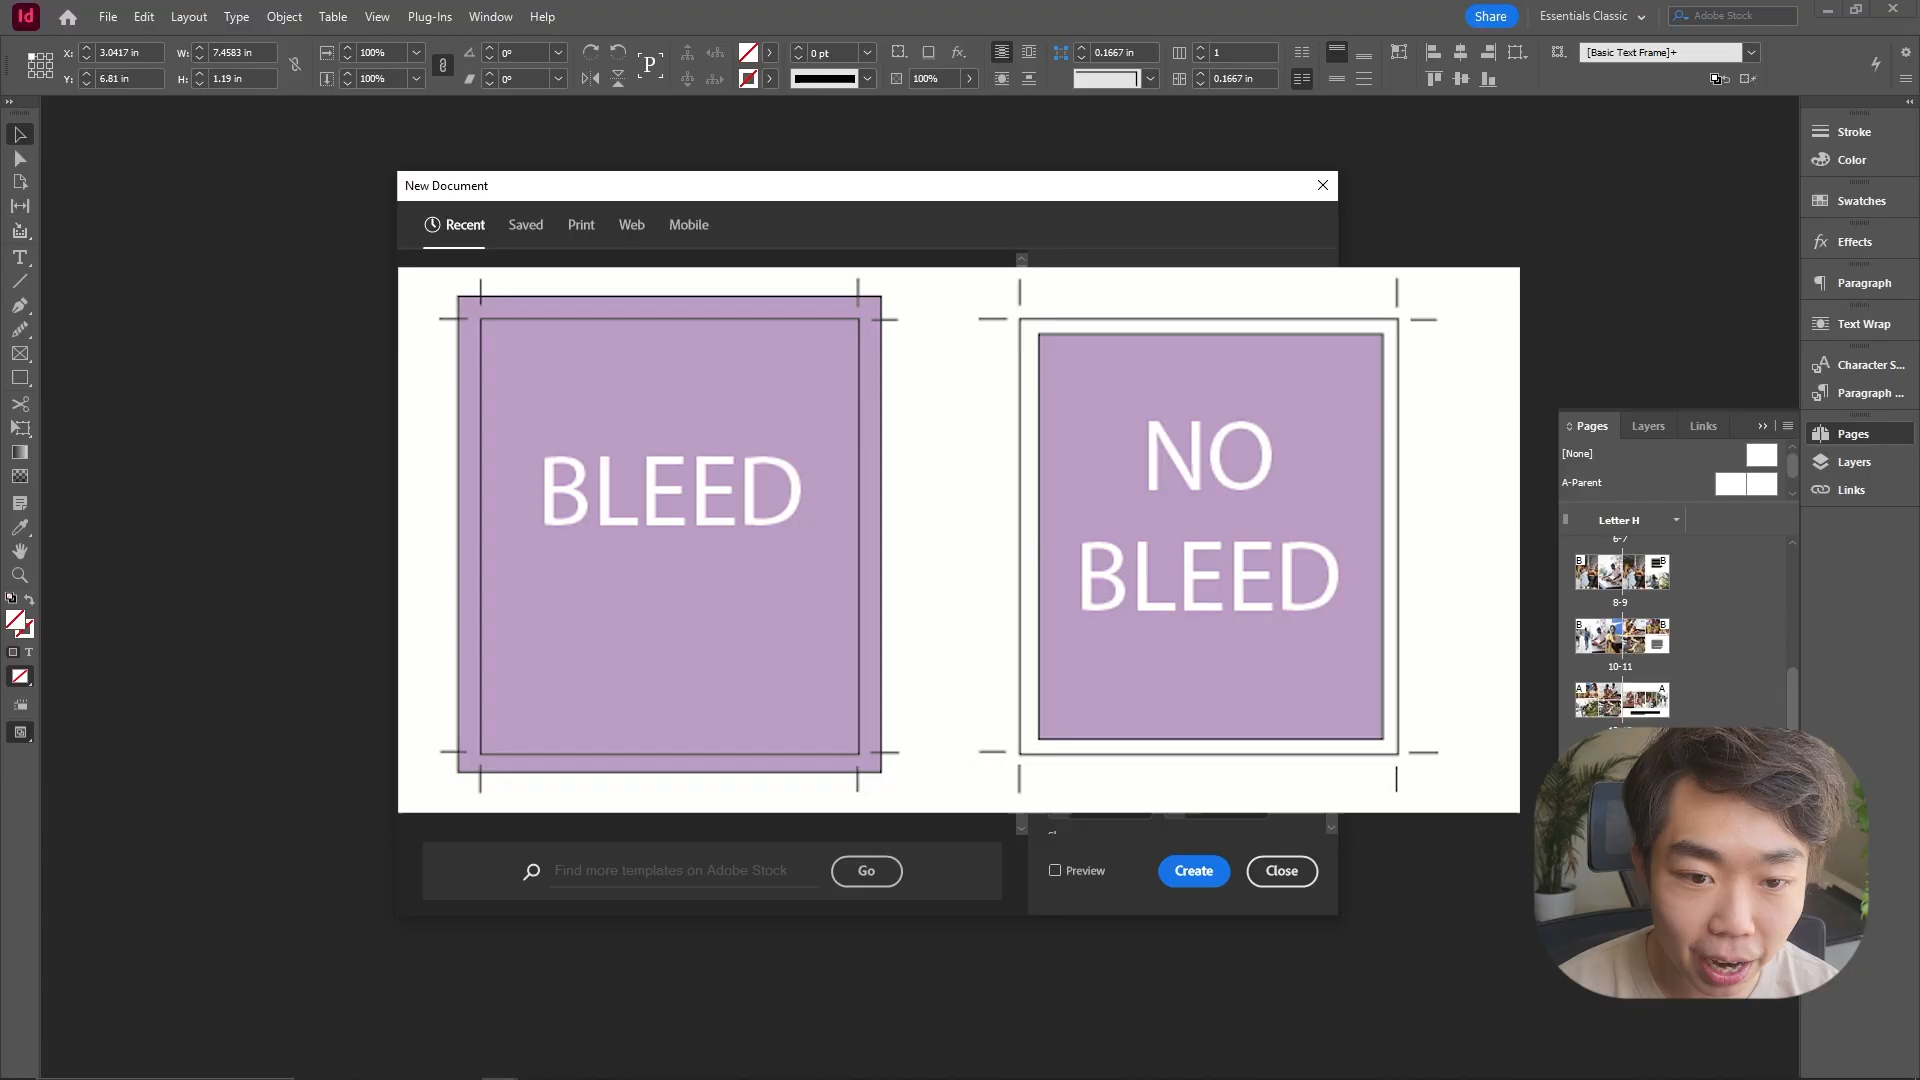 Id File Edit Layout Type Object Table View Plug-Ins Window Help Share Essentials Classic Adobe Stock
X: 3.0417 in W: 7.4583 in 100% 0° 0 pt fx. 0.1667 in 1 [Basic Text Frame]+
Y: 6.81 in H: 1.19 in 100% 0° P 100% 0.1667 in
New Document
Recent Saved Print Web Mobile
BLEED
NO
BLEED
Find more templates on Adobe Stock Go
Preview Create Close
Pages Layers Links
[None]
A-Parent
Letter H
6-7
B B
8-9
B B
10-11
A A
Stroke
Color
Swatches
fx Effects
Paragraph
Text Wrap
Character S...
Paragraph ...
Pages
Layers
Links